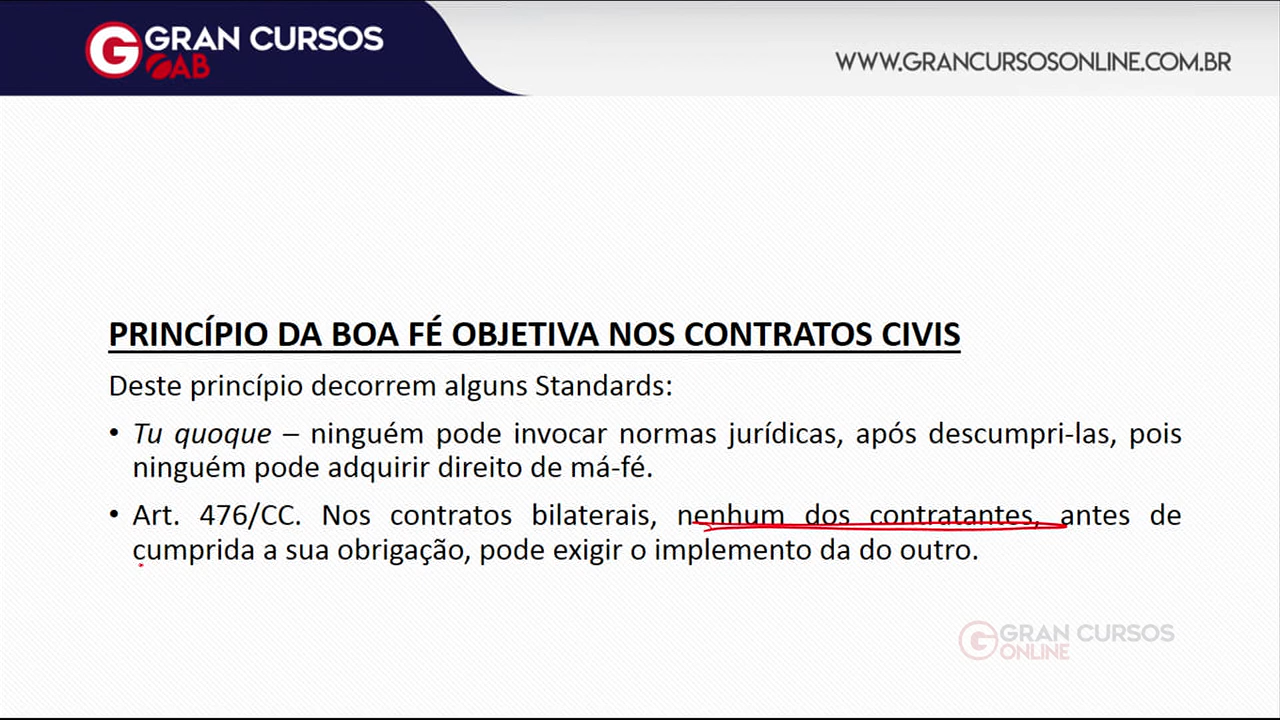 GRAN CURSOS
OAB
WWW.GRANCURSOSONLINE.COM.BR
PRINCÍPIO DA BOA FÉ OBJETIVA NOS CONTRATOS CIVIS
Deste princípio decorrem alguns Standards:
• Tu quoque – ninguém pode invocar normas jurídicas, após descumpri-las, pois
ninguém pode adquirir direito de má-fé.
• Art. 476/CC. Nos contratos bilaterais, nenhum dos contratantes, antes de
cumprida a sua obrigação, pode exigir o implemento da do outro.
GRAN CURSOS
ONLINE